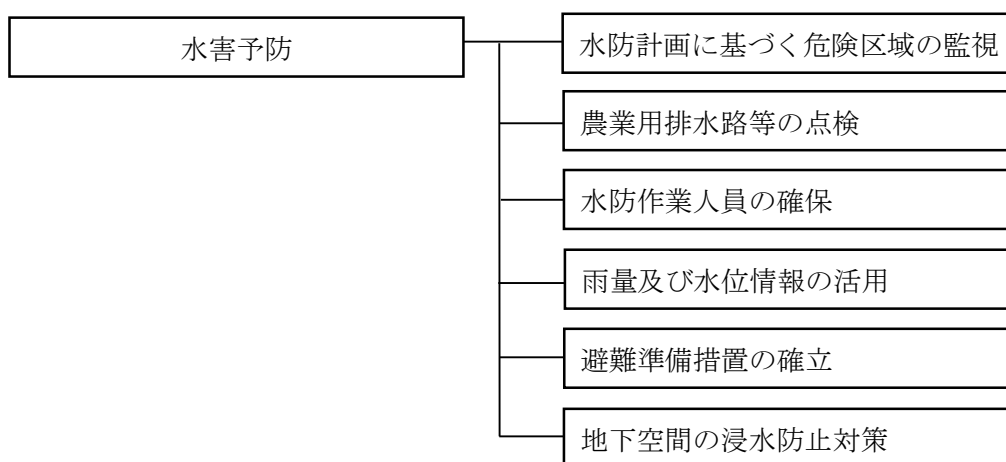 水害予防
水防計画に基づく危険区域の監視
農業用排水路等の点検
水防作業人員の確保
雨量及び水位情報の活用
避難準備措置の確立
地下空間の浸水防止対策